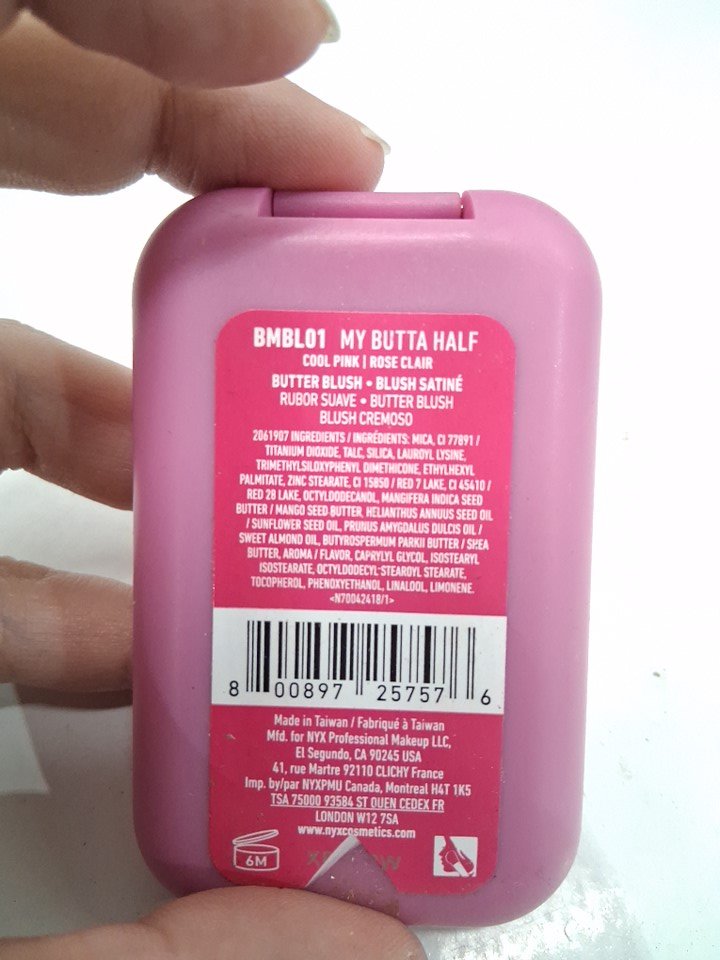 BMBL01 MY BUTTA HALF
COOL PINK | ROSE CLAIR
BUTTER BLUSH • BLUSH SATINÉ
RUBOR SUAVE • BUTTER BLUSH
BLUSH CREMOSO
2061907 INGREDIENTS / INGRÉDIENTS: MICA, CI 77891 /
TITANIUM DIOXIDE, TALC, SILICA, LAUROYL LYSINE,
TRIMETHYLSILOXYPHENYL DIMETHICONE, ETHYLHEXYL
PALMITATE, ZINC STEARATE, CI 15850 / RED 7 LAKE, CI 45410 /
RED 28 LAKE, OCTYLDODECANOL, MANGIFERA INDICA SEED
BUTTER / MANGO SEED BUTTER, HELIANTHUS ANNUUS SEED OIL
/ SUNFLOWER SEED OIL, PRUNUS AMYGDALUS DULCIS OIL /
SWEET ALMOND OIL, BUTYROSPERMUM PARKII BUTTER / SHEA
BUTTER, AROMA / FLAVOR, CAPRYLYL GLYCOL, ISOSTEARYL
ISOSTEARATE, OCTYLDODECYL STEAROYL STEARATE,
TOCOPHEROL, PHENOXYETHANOL, LINALOOL, LIMONENE.
<N70042418/1>
8 00897 25757 6
Made in Taiwan / Fabriqué à Taiwan
Mfd. for NYX Professional Makeup LLC,
El Segundo, CA 90245 USA
41, rue Martre 92110 CLICHY France
Imp. by/par NYXPMU Canada, Montreal H4T 1K5
TSA 75000 93584 ST OUEN CEDEX FR
LONDON W12 7SA
www.nyxcosmetics.com
6M